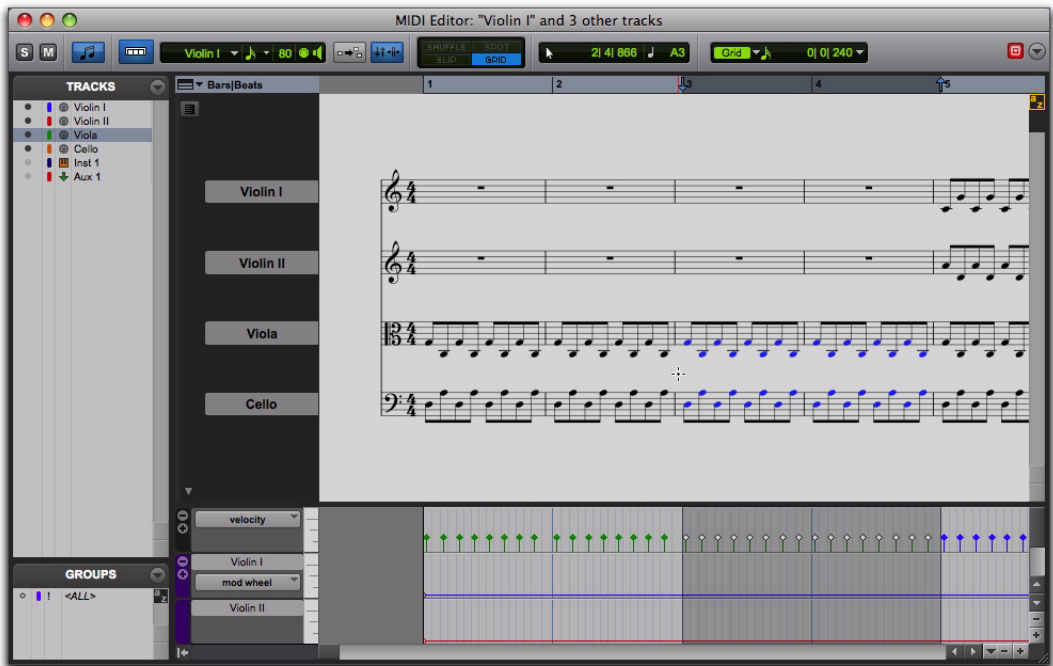 MIDI Editor: "Violin I" and 3 other tracks
S M Violin I 80 SHUFFLE SPOT 2| 4| 866 A3 Grid 0| 0| 240
SLIP GRID
TRACKS
Violin I
Violin II
Viola
Cello
Inst 1
Aux 1
GROUPS
! <ALL>
a z
Bars|Beats 1 2 3 4 5
a z
Violin I
Violin II
Viola
Cello
velocity
Violin I
mod wheel
Violin II